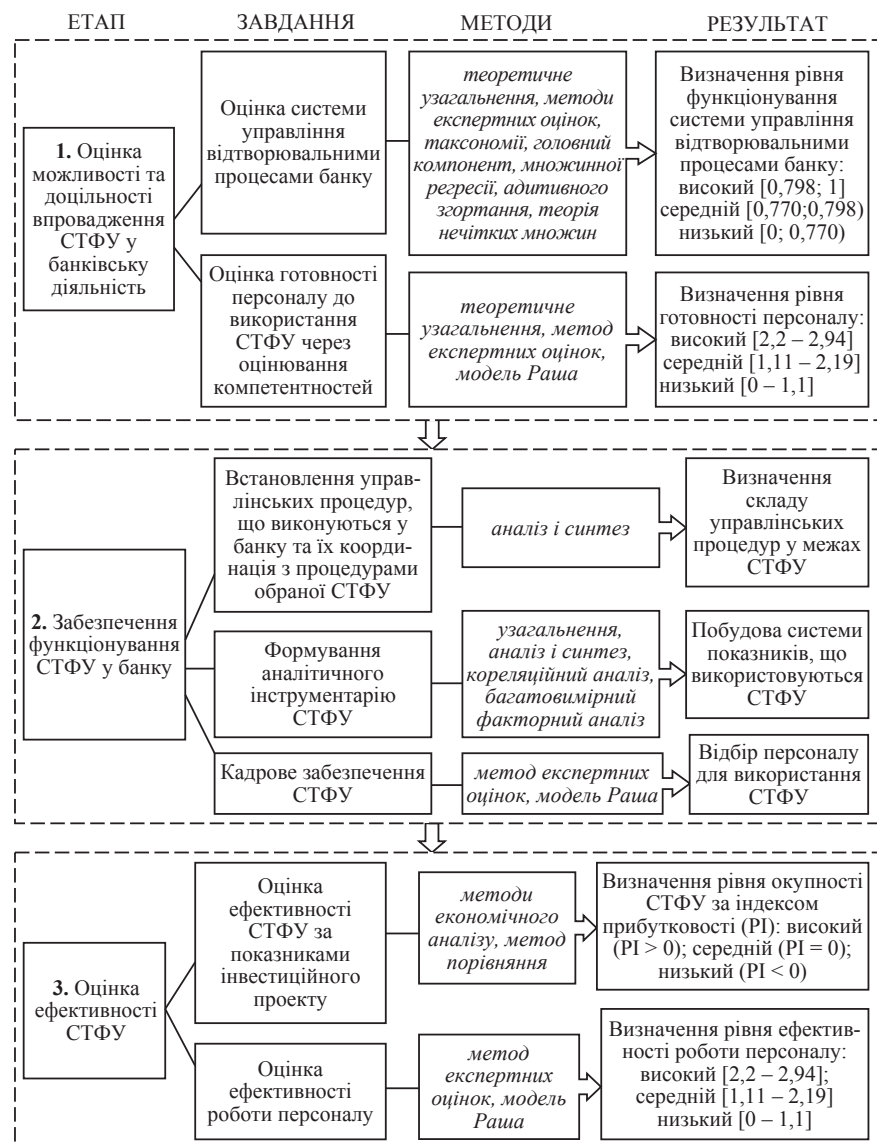 ЕТАП ЗАВДАННЯ МЕТОДИ РЕЗУЛЬТАТ
1. Оцінка
можливості та
доцільності
впровадження
СТФУ у
банківську
діяльність
Оцінка системи
управління
відтворювальними
процесами банку
теоретичне
узагальнення, методи
експертних оцінок,
таксономії, головний
компонент, множинної
регресії, адитивного
згортання, теорія
нечітких множин
Визначення рівня
функціонування
системи управління
відтворювальними
процесами банку:
високий [0,798; 1]
середній [0,770;0,798)
низький [0; 0,770)
Оцінка готовності
персоналу до
використання
СТФУ через
оцінювання
компетентностей
теоретичне
узагальнення, метод
експертних оцінок,
модель Раша
Визначення рівня
готовності персоналу:
високий [2,2 – 2,94]
середній [1,11 – 2,19]
низький [0 – 1,1]
2. Забезпечення
функціонування
СТФУ у банку
Встановлення управ-
лінських процедур,
що виконуються у
банку та їх коорди-
нація з процедурами
обраної СТФУ
аналіз і синтез
Визначення
складу
управлінських
процедур у межах
СТФУ
Формування
аналітичного
інструментарію
СТФУ
узагальнення,
аналіз і синтез,
кореляційний аналіз,
багатовимірний
факторний аналіз
Побудова системи
показників, що
використовуються
СТФУ
Кадрове забезпечення
СТФУ
метод експертних
оцінок, модель Раша
Відбір персоналу
для використання
СТФУ
3. Оцінка
ефективності
СТФУ
Оцінка
ефективності
СТФУ за
показниками
інвестиційного
проекту
методи
економічного
аналізу, метод
порівняння
Визначення рівня окупності
СТФУ за індексом
прибутковості (PI): високий
(PI > 0); середній (PI = 0);
низький (PI < 0)
Оцінка
ефективності
роботи персоналу
метод
експертних
оцінок, модель
Раша
Визначення рівня ефектив-
ності роботи персоналу:
високий [2,2 – 2,94];
середній [1,11 – 2,19]
низький [0 – 1,1]